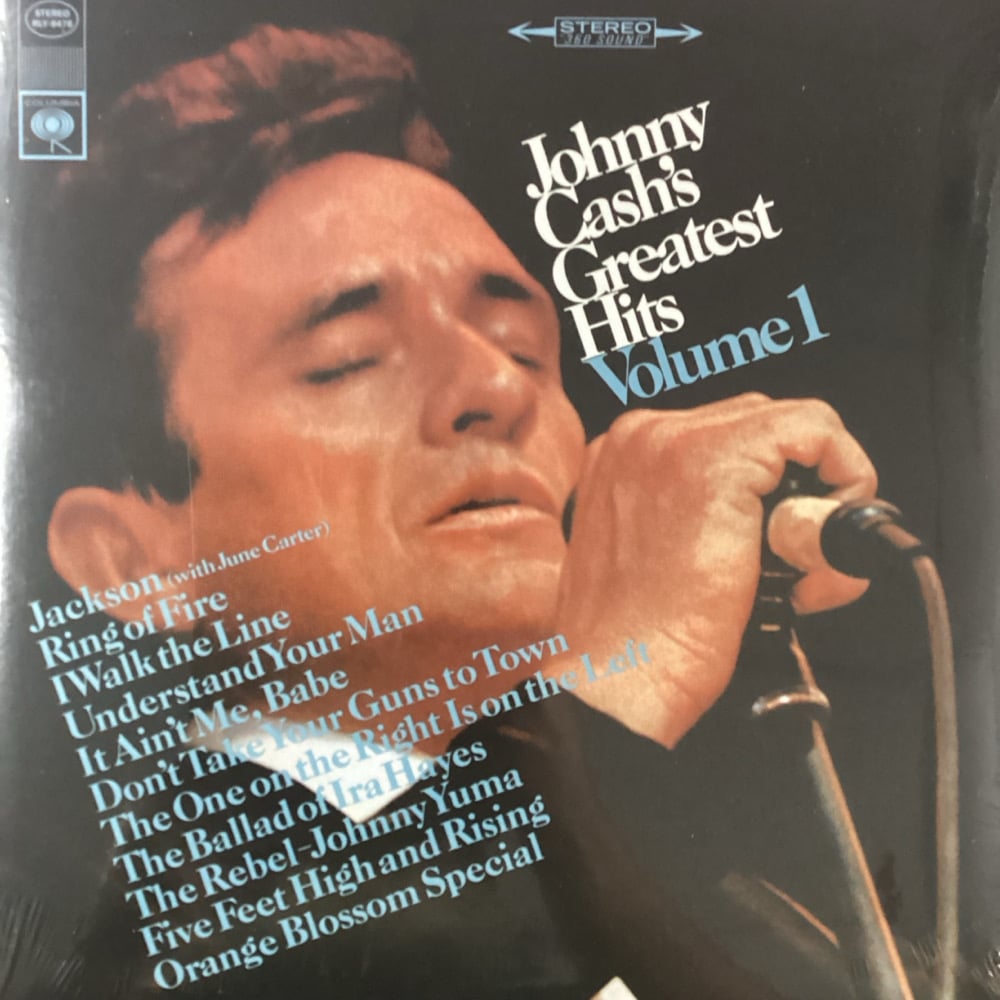 STEREO
RLY-9478
COLUMBIA
STEREO
360 SOUND
Johnny
Cash's
Greatest
Hits
Volume 1
Jackson (with June Carter)
Ring of Fire
I Walk the Line
Understand Your Man
It Ain't Me, Babe
Don't Take Your Guns to Town
The One on the Right Is on the Left
The Ballad of Ira Hayes
The Rebel-Johnny Yuma
Five Feet High and Rising
Orange Blossom Special